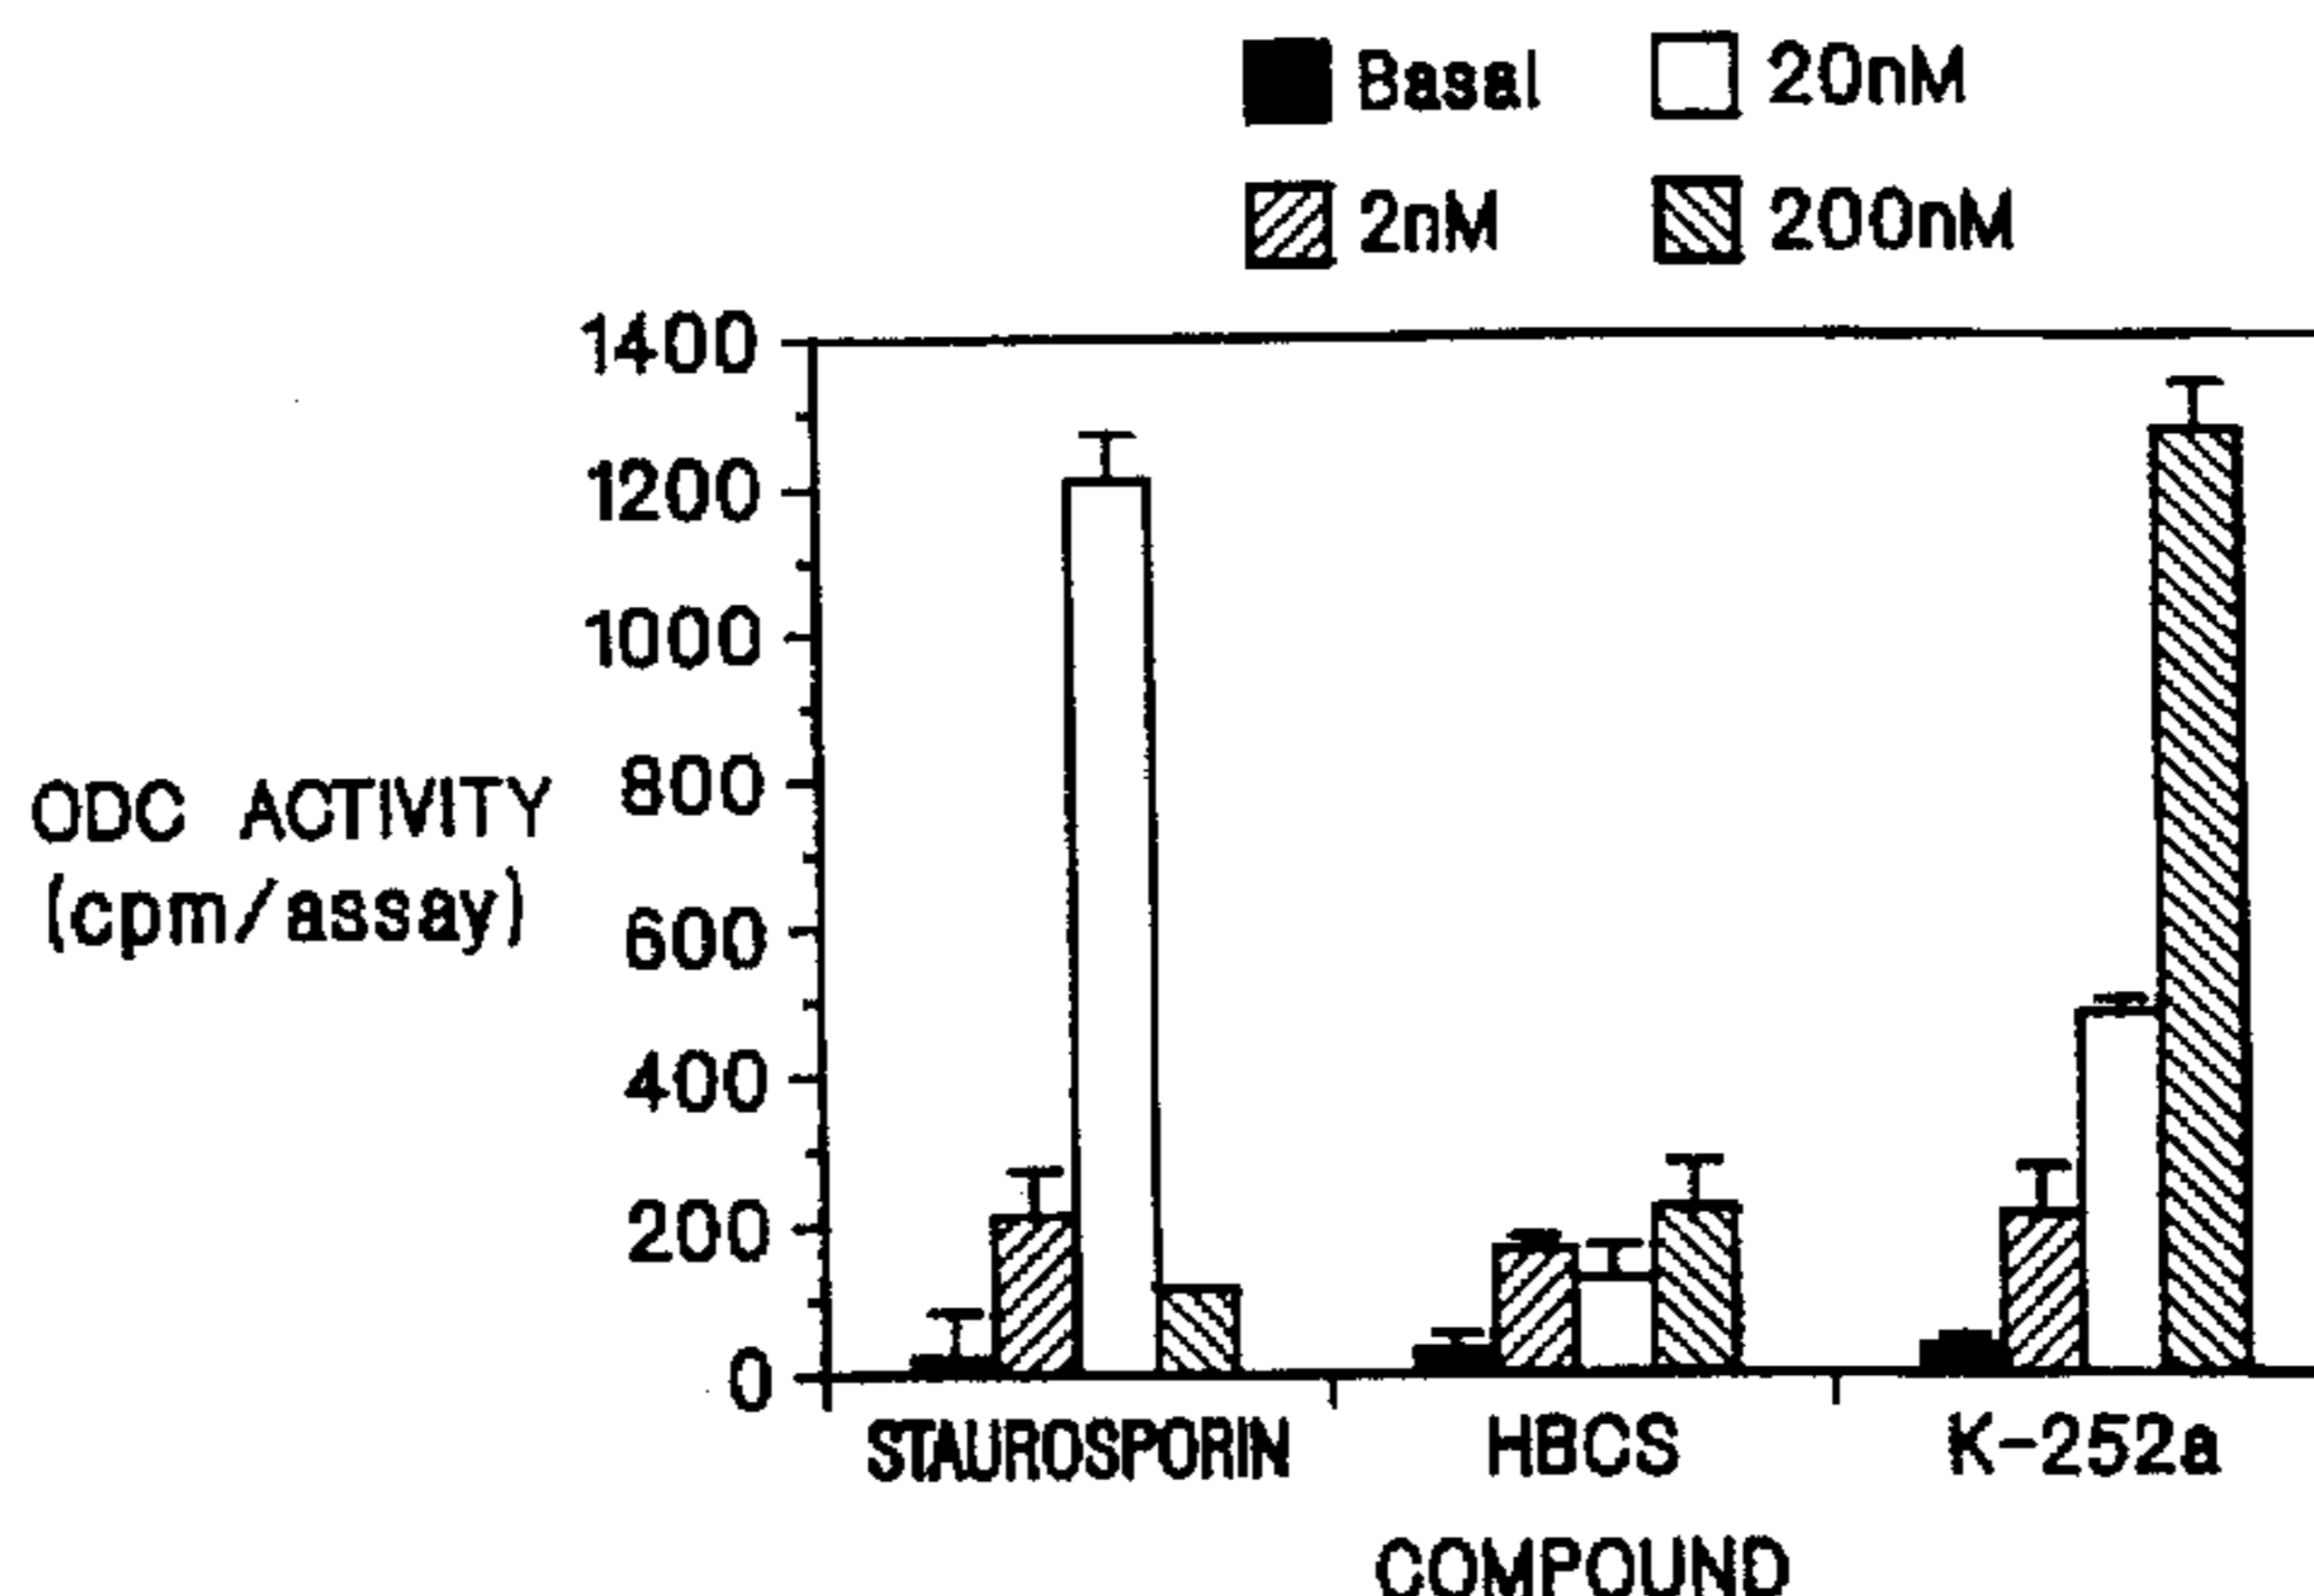 Basal 20nM
2nM 200nM
1400
1200
1000
800
600
400
200
0
ODC ACTIVITY
(cpm/assay)
STAUROSPORIN HBCS K-252a
COMPOUND